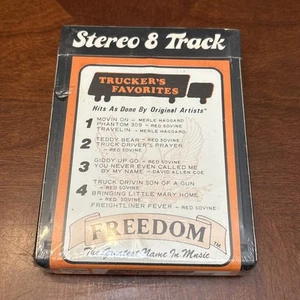 Stereo 8 Track
TRUCKER'S
FAVORITES
Hits As Done By Original Artists*
1 MOVIN ON - MERLE HAGGARD
PHANTOM 309 - RED SOVINE
TRAVELIN - MERLE HAGGARD
2 TEDDY BEAR - RED SOVINE
TRUCK DRIVER'S PRAYER
- RED SOVINE
3 GIDDY UP GO - RED SOVINE
YOU NEVER EVEN CALLED ME
BY MY NAME - DAVID ALLEN COE
4 TRUCK DRIVIN SON OF A GUN
- RED SOVINE
BRINGING LITTLE MARY HOME
- RED SOVINE
FREIGHTLINER FEVER - RED SOVINE
FREEDOM TM
The Greatest Name In Music